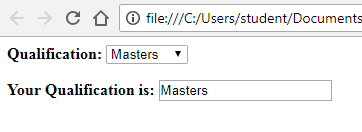 file:///C:/Users/student/Documents
Qualification: Masters
Your Qualification is: Masters